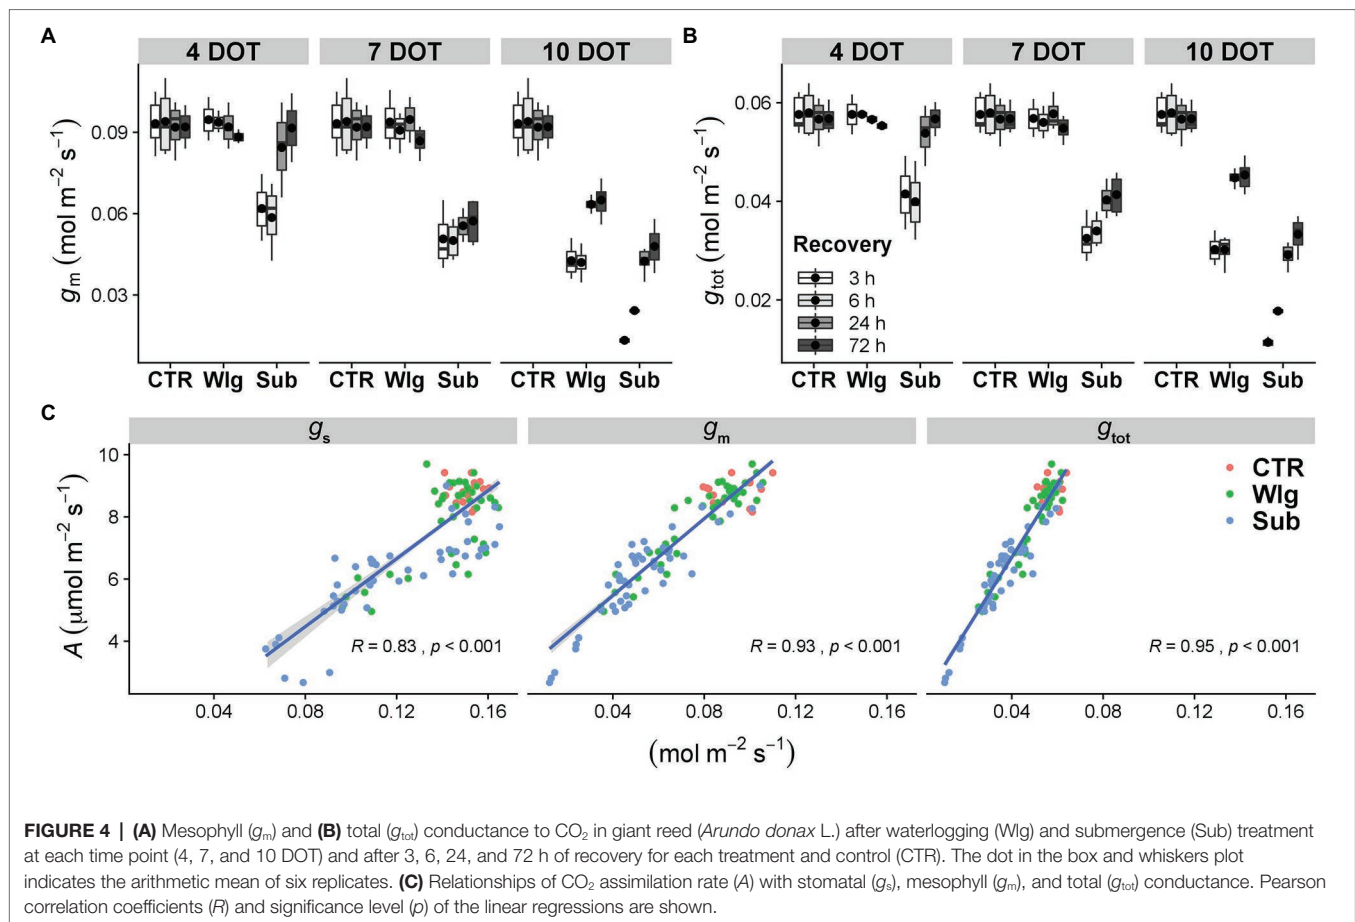 A
4 DOT 7 DOT 10 DOT
gm (mol m−2 s−1)
0.09
0.06
0.03
CTR Wlg Sub CTR Wlg Sub CTR Wlg Sub
B
4 DOT 7 DOT 10 DOT
gtot (mol m−2 s−1)
0.06
0.04
0.02
Recovery
3 h
6 h
24 h
72 h
CTR Wlg Sub CTR Wlg Sub CTR Wlg Sub
C
gs gm gtot
A (µmol m−2 s−1)
10
8
6
4
CTR
Wlg
Sub
R = 0.83 , p < 0.001 R = 0.93 , p < 0.001 R = 0.95 , p < 0.001
0.04 0.08 0.12 0.16 0.04 0.08 0.12 0.16 0.04 0.08 0.12 0.16
(mol m−2 s−1)
FIGURE 4 | (A) Mesophyll (gm) and (B) total (gtot) conductance to CO2 in giant reed (Arundo donax L.) after waterlogging (Wlg) and submergence (Sub) treatment
at each time point (4, 7, and 10 DOT) and after 3, 6, 24, and 72 h of recovery for each treatment and control (CTR). The dot in the box and whiskers plot
indicates the arithmetic mean of six replicates. (C) Relationships of CO2 assimilation rate (A) with stomatal (gs), mesophyll (gm), and total (gtot) conductance. Pearson
correlation coefficients (R) and significance level (p) of the linear regressions are shown.